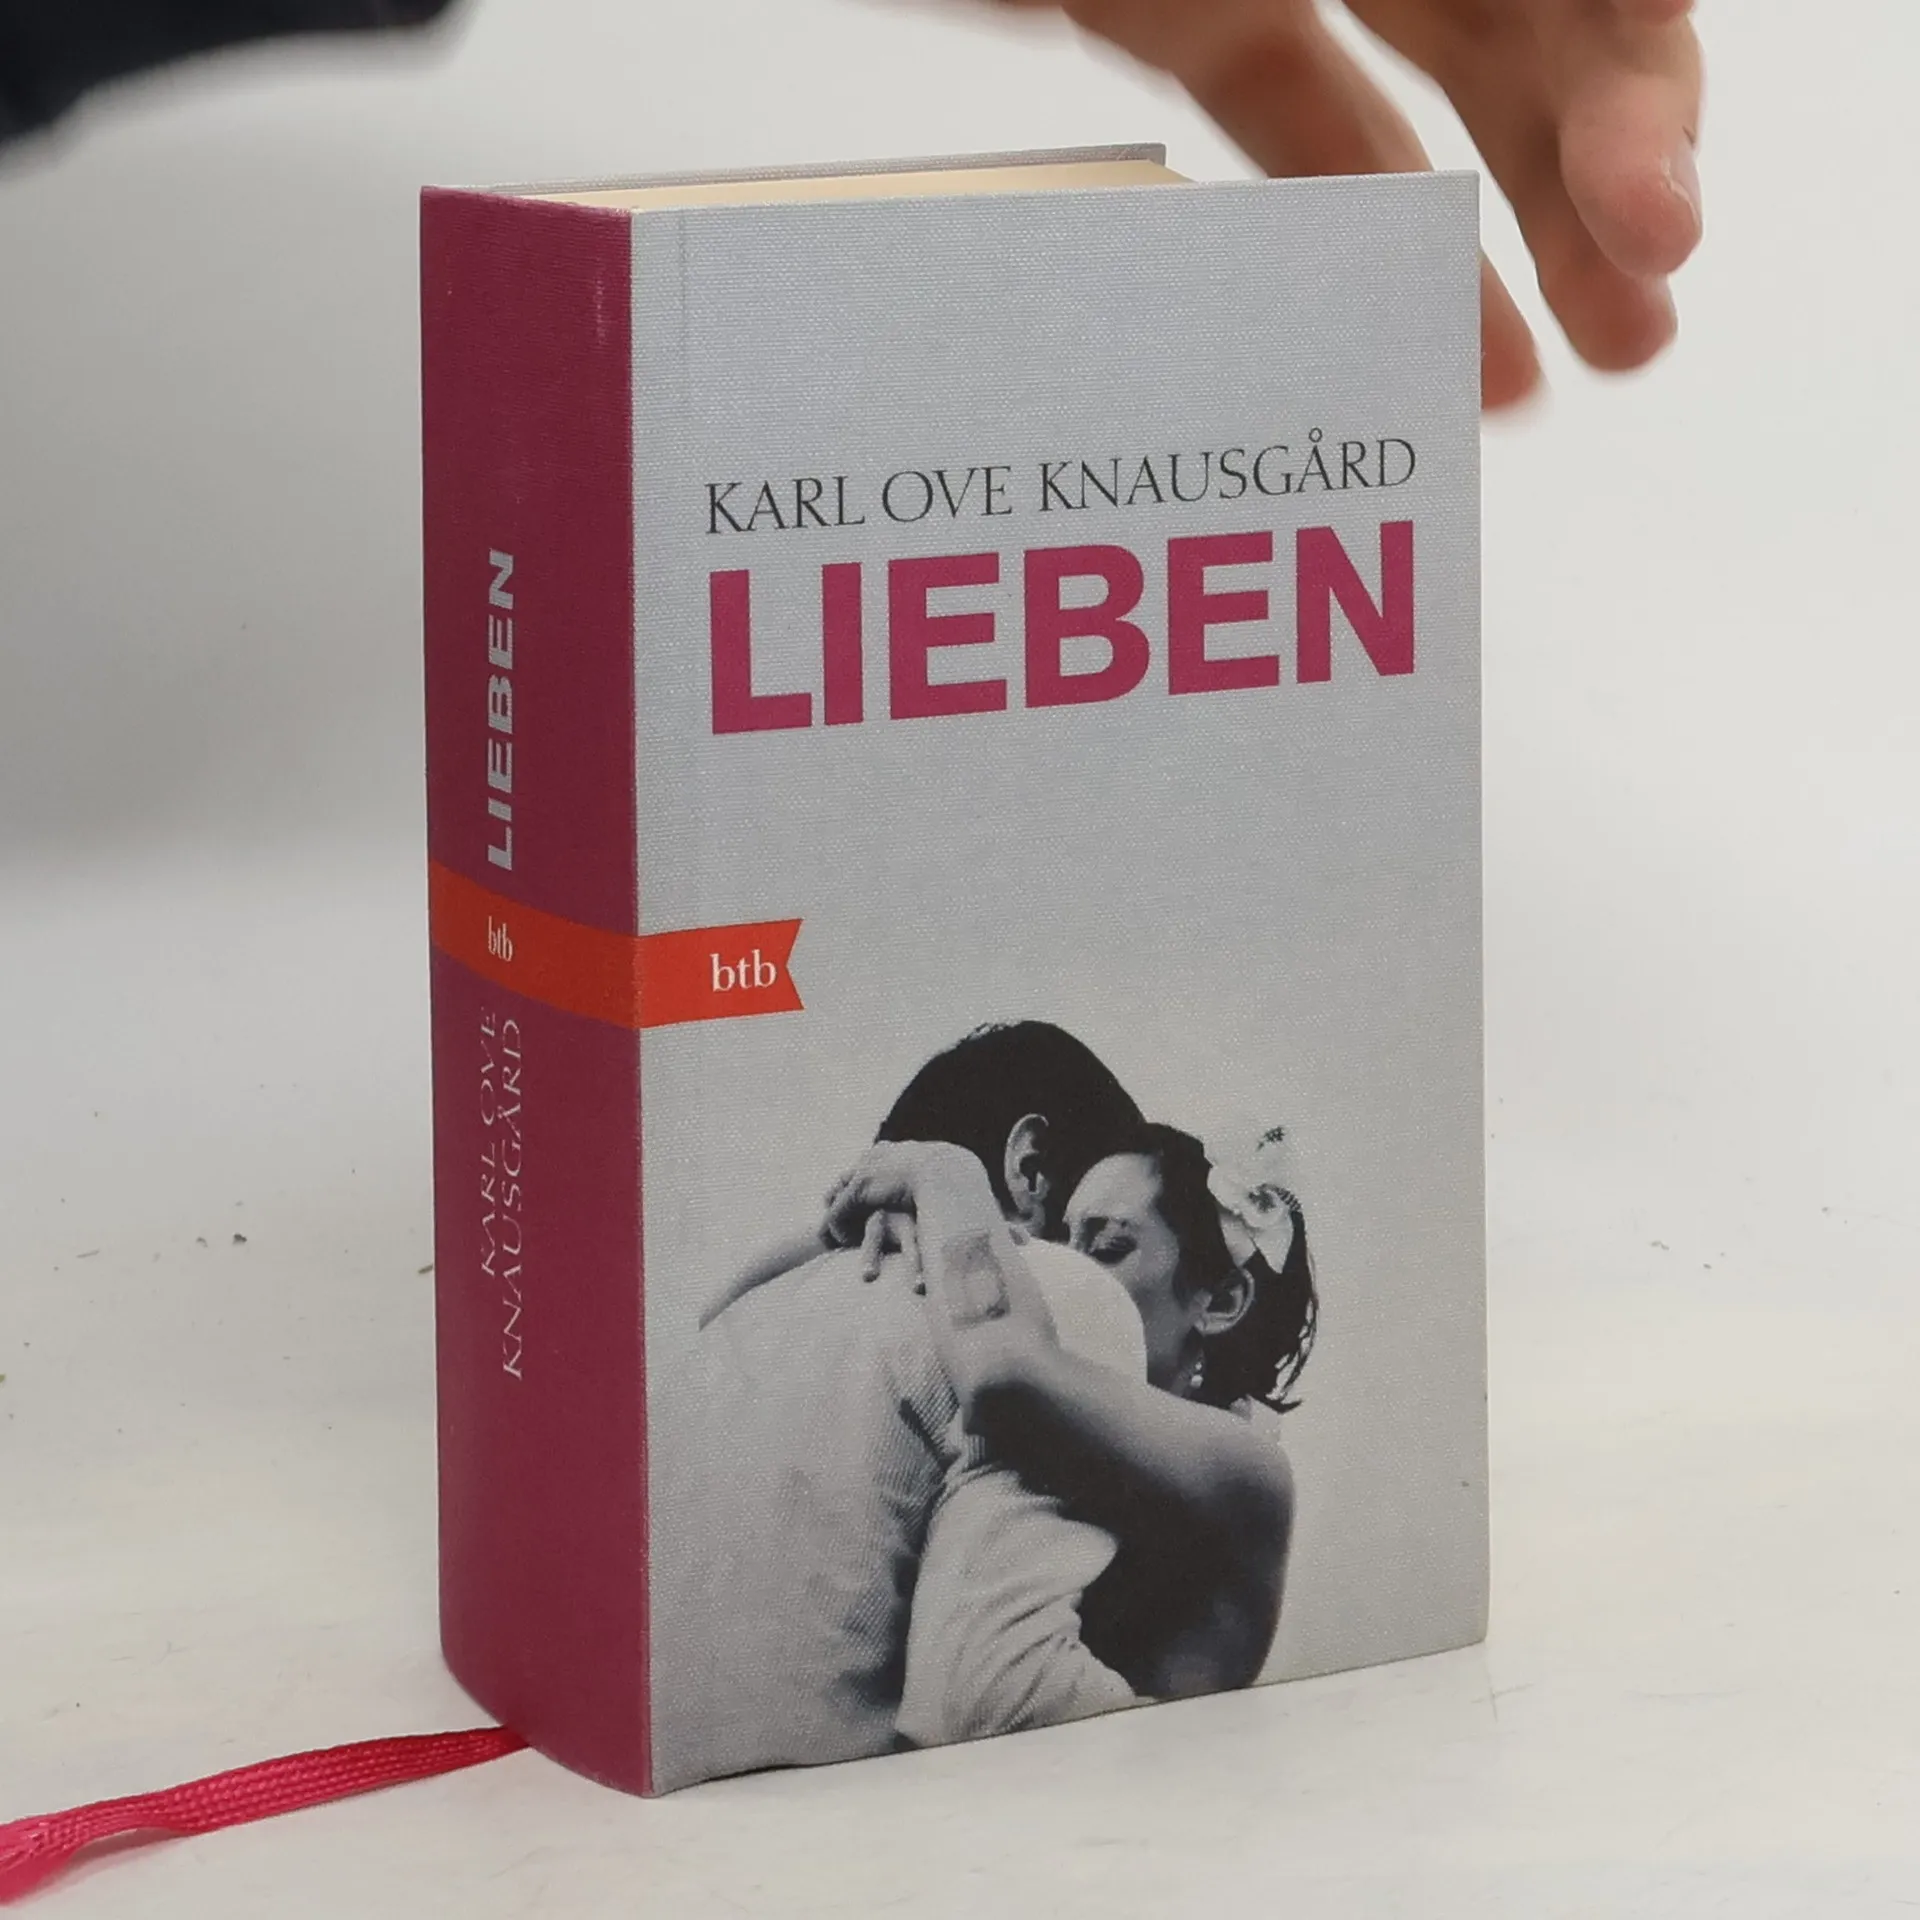 KARL OVE KNAUSGÅRD
LIEBEN
btb
LIEBEN
btb
KARL OVE
KNAUSGÅRD